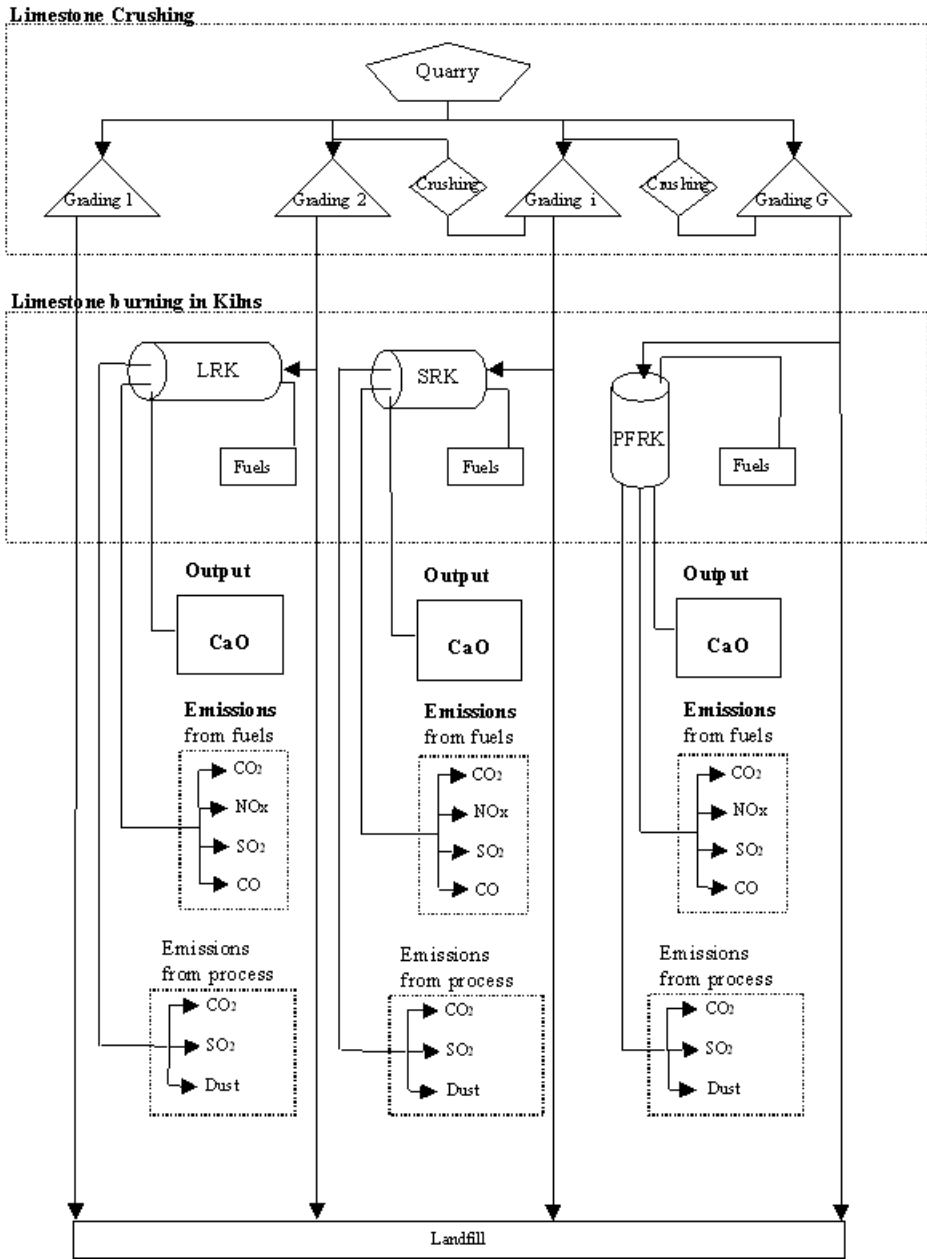 Limestone Crushing
Quarry
Grading 1
Grading 2
Crushing
Grading i
Crushing
Grading G
Limestone burning in Kilns
LRK
SRK
PFRK
Fuels
Fuels
Fuels
Output
Output
Output
CaO
CaO
CaO
Emissions
from fuels
CO₂
NOx
SO₂
CO
Emissions
from fuels
CO₂
NOx
SO₂
CO
Emissions
from fuels
CO₂
NOx
SO₂
CO
Emissions
from process
CO₂
SO₂
Dust
Emissions
from process
CO₂
SO₂
Dust
Emissions
from process
CO₂
SO₂
Dust
Landfill